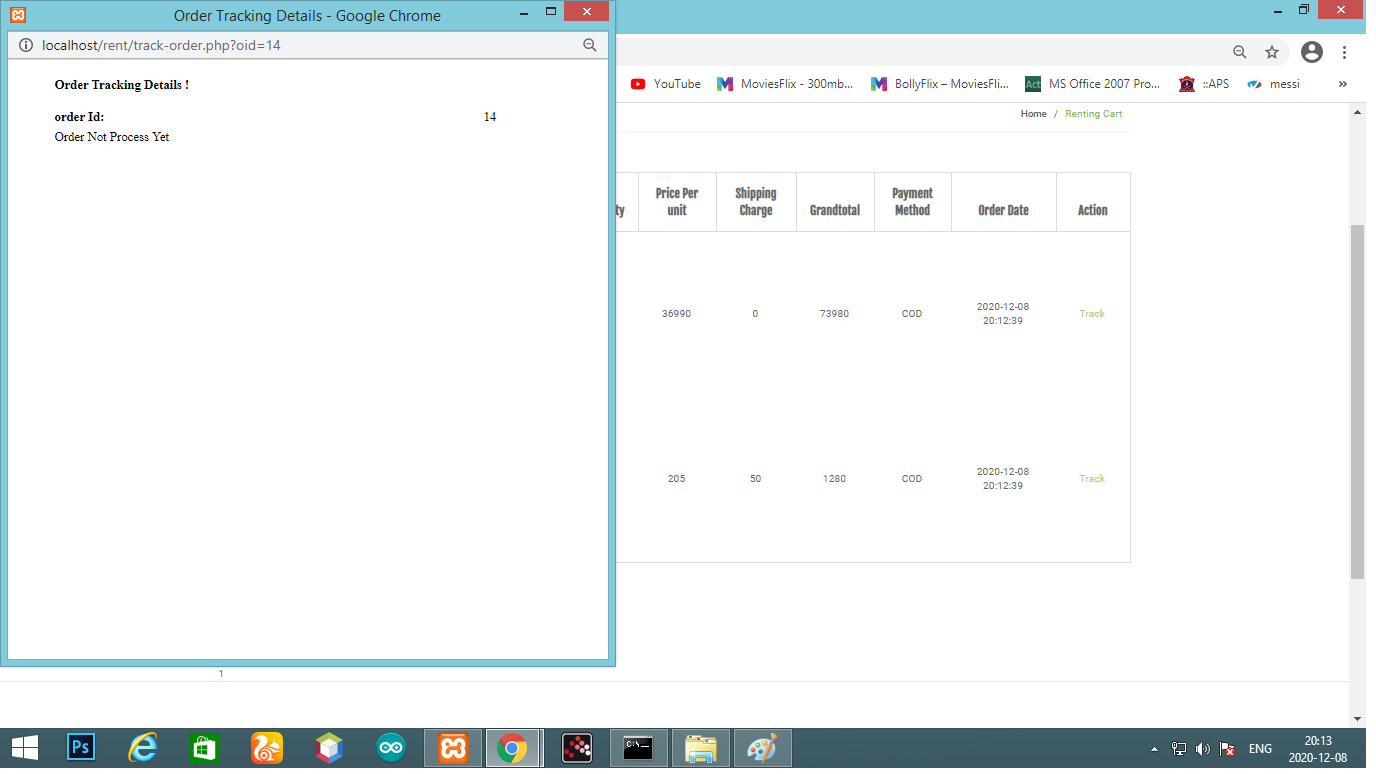 Order Tracking Details - Google Chrome
localhost/rent/track-order.php?oid=14
Order Tracking Details !
order Id: 14
Order Not Process Yet
YouTube MoviesFlix - 300mb... BollyFlix – MoviesFli... Act MS Office 2007 Pro... ::APS messi »
Home / Renting Cart
ty Price Per unit Shipping Charge Grandtotal Payment Method Order Date Action
36990 0 73980 COD 2020-12-08 20:12:39 Track
205 50 1280 COD 2020-12-08 20:12:39 Track
1
Ps
C:\_
ENG
20:13
2020-12-08